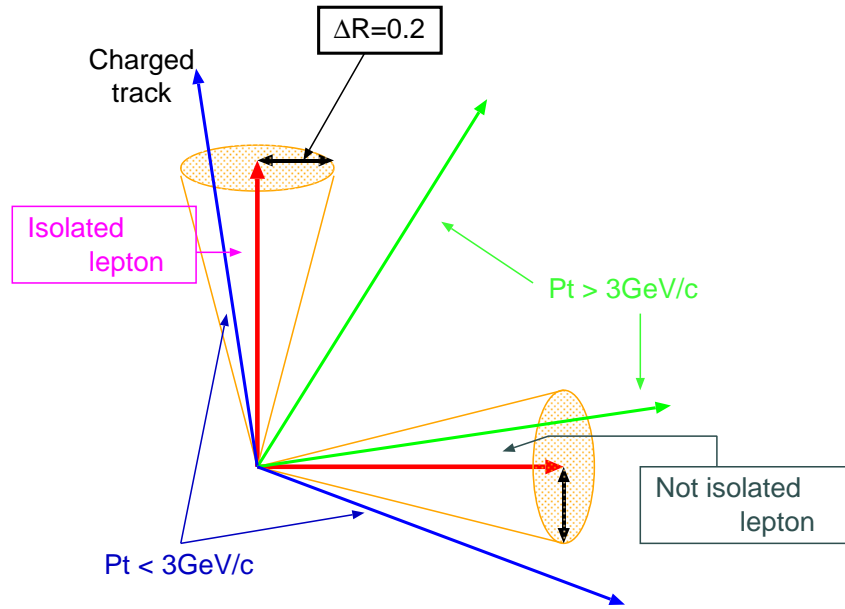 ΔR=0.2
Charged
track
Isolated
lepton
Pt > 3GeV/c
Not isolated
lepton
Pt < 3GeV/c